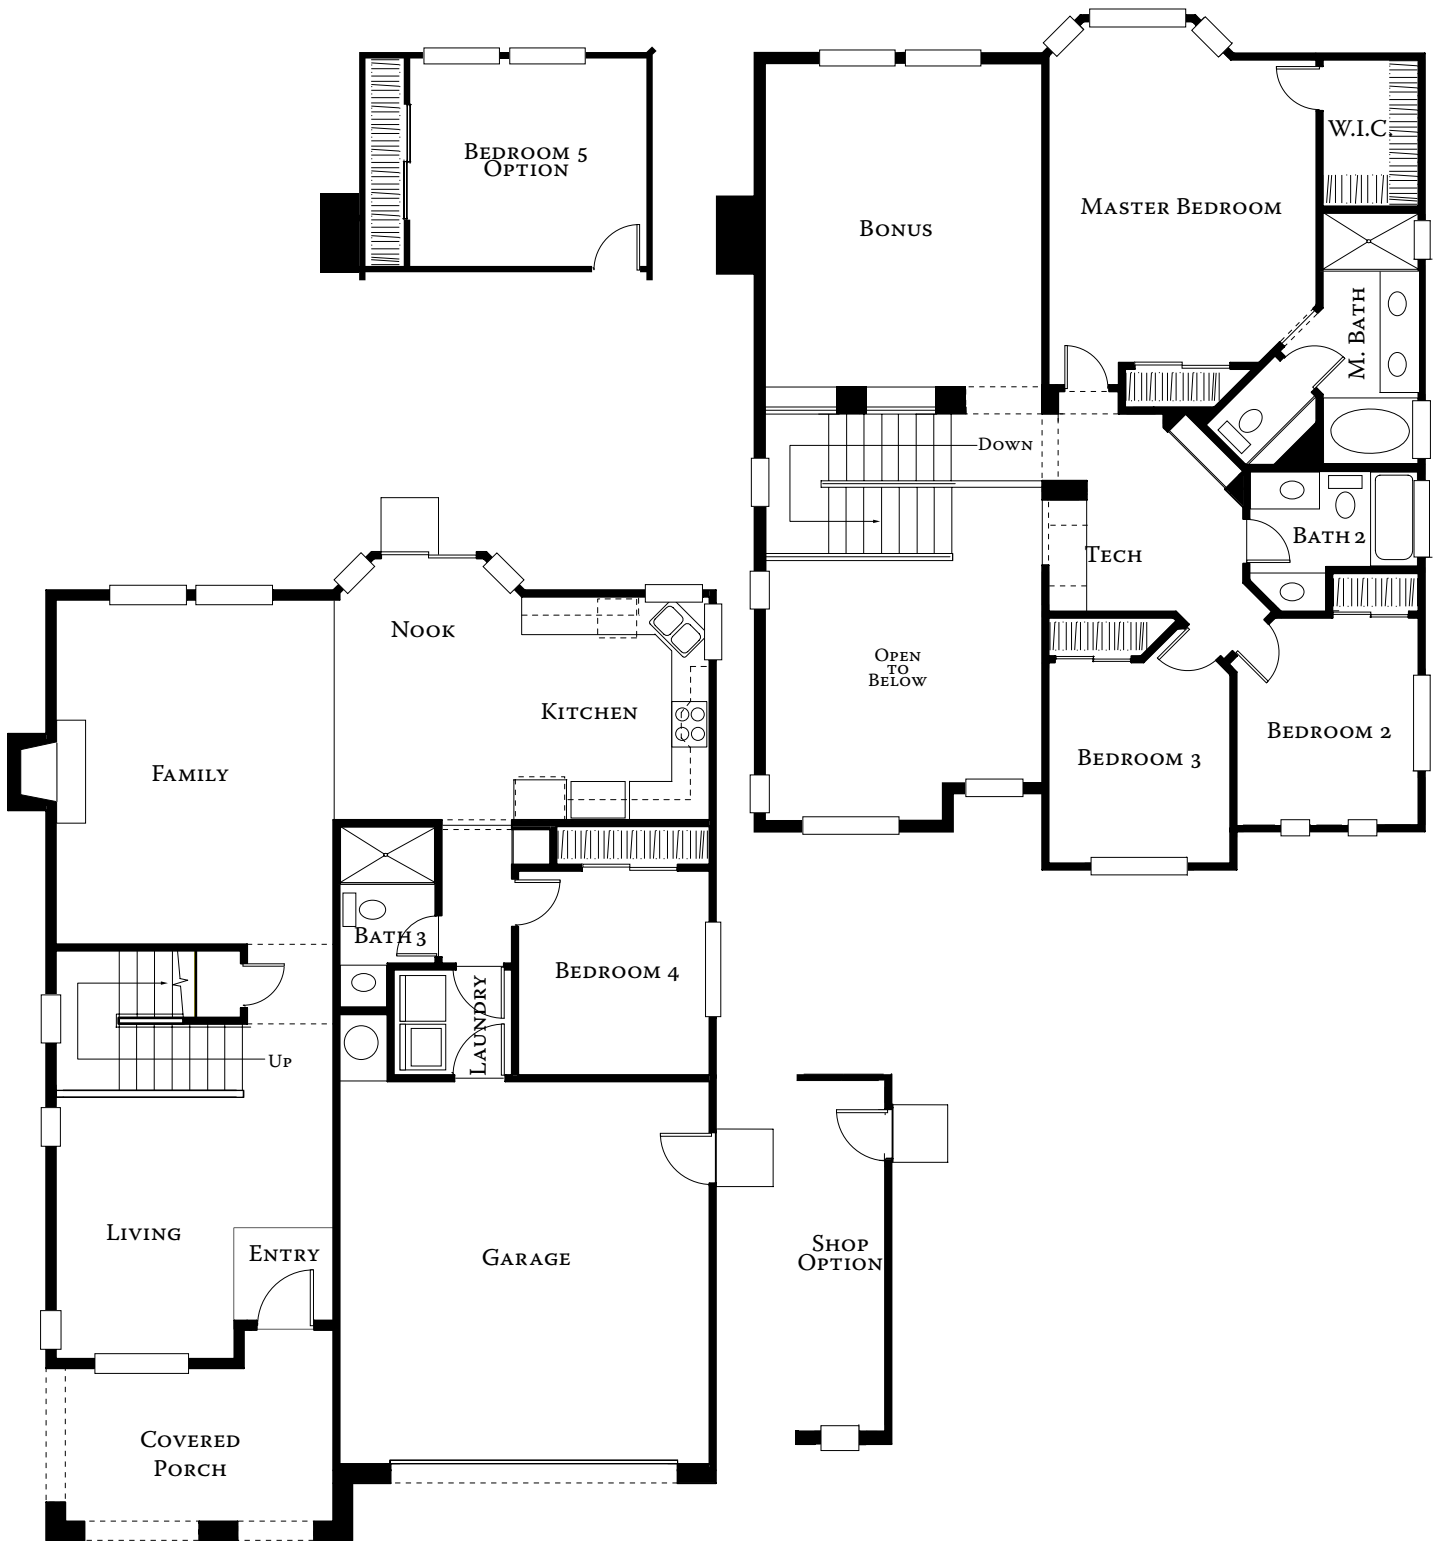 Bedroom 5
Option
Bonus
Master Bedroom
W.I.C.
M. Bath
Down
Tech
Bath 2
Open
to
Below
Bedroom 3
Bedroom 2
Nook
Kitchen
Family
Bath 3
Bedroom 4
Laundry
Up
Living
Entry
Garage
Shop
Option
Covered
Porch